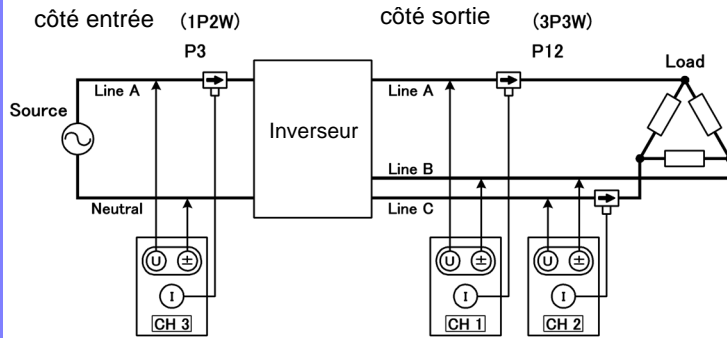 côté entrée (1P2W)
côté sortie (3P3W)
P3
P12
Load
Line A
Line A
Source
Inverseur
Line B
Neutral
Line C
U ±
U ±
U ±
I
I
I
CH 3
CH 1
CH 2